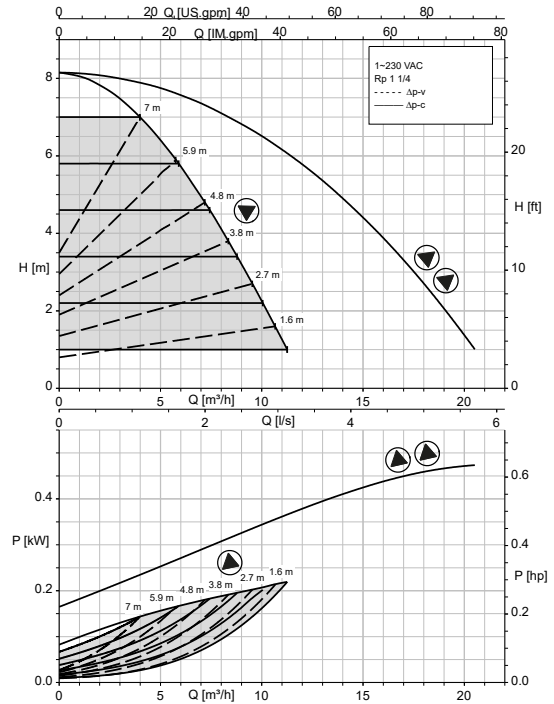 0 20 Q [US.gpm] 40 60 80
0 20 Q [IM.gpm] 40 60 80
1~230 VAC
Rp 1 1/4
Δp-v
Δp-c
8
7 m
6
5.9 m
20
4.8 m
H [ft]
4
3.8 m
H [m]
10
2.7 m
2
1.6 m
0
0
0 5 10 15 20
Q [m³/h]
0 2 4 6
Q [l/s]
0.6
0.4
0.4
P [kW]
1.6 m
2.7 m
3.8 m
4.8 m
5.9 m
7 m
P [hp]
0.2
0.2
0.0
0.0
0 5 10 15 20
Q [m³/h]